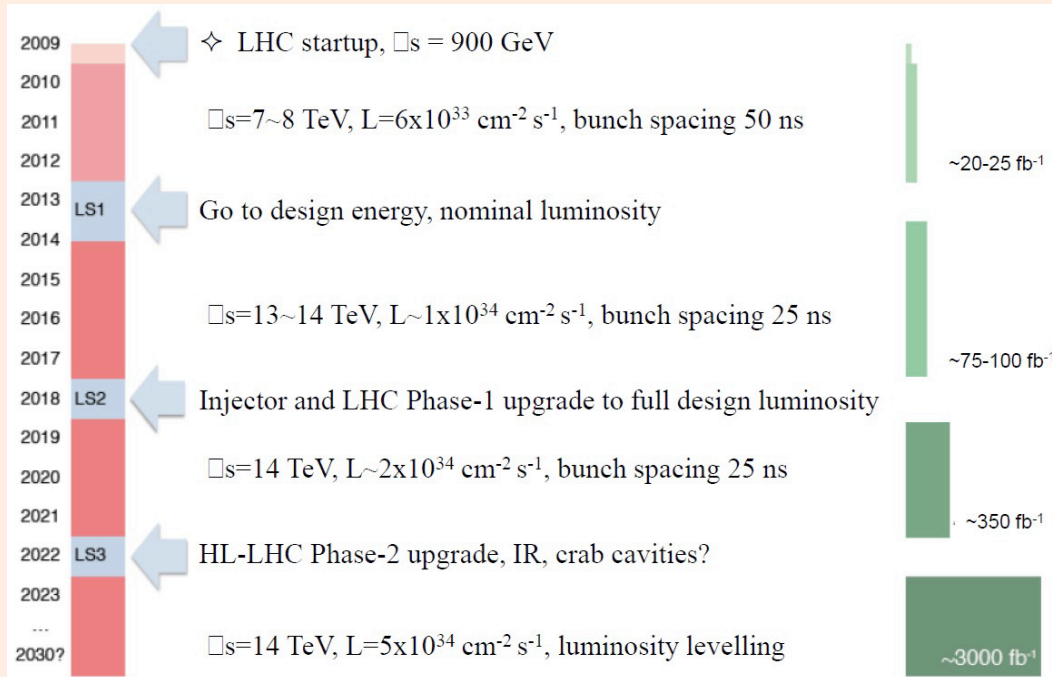 2009
✧ LHC startup, □s = 900 GeV
2010
2011
□s=7~8 TeV, L=6x10³³ cm⁻² s⁻¹, bunch spacing 50 ns
2012
~20-25 fb⁻¹
2013
LS1
Go to design energy, nominal luminosity
2014
2015
2016
□s=13~14 TeV, L~1x10³⁴ cm⁻² s⁻¹, bunch spacing 25 ns
2017
~75-100 fb⁻¹
2018
LS2
Injector and LHC Phase-1 upgrade to full design luminosity
2019
2020
□s=14 TeV, L~2x10³⁴ cm⁻² s⁻¹, bunch spacing 25 ns
2021
~350 fb⁻¹
2022
LS3
HL-LHC Phase-2 upgrade, IR, crab cavities?
2023
...
2030?
□s=14 TeV, L=5x10³⁴ cm⁻² s⁻¹, luminosity levelling
~3000 fb⁻¹